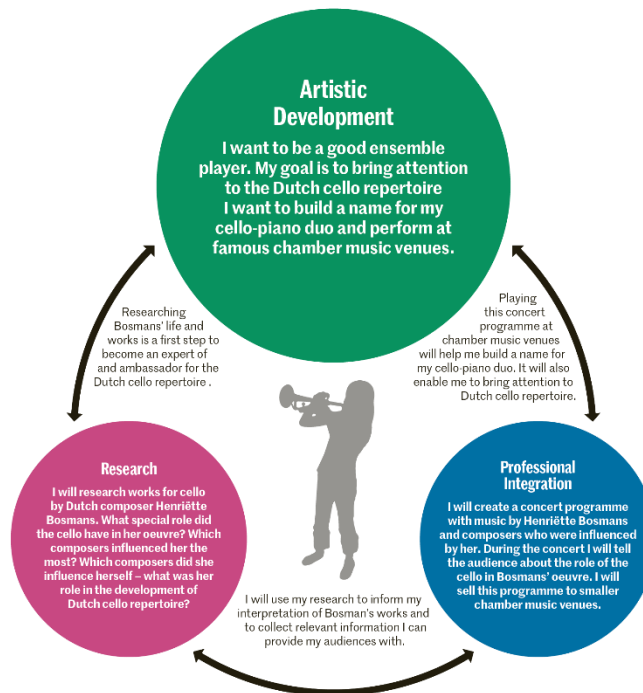 Artistic
Development
I want to be a good ensemble
player. My goal is to bring attention
to the Dutch cello repertoire
I want to build a name for my
cello-piano duo and perform at
famous chamber music venues.
Researching
Bosmans' life and
works is a first step to
become an expert of
and ambassador for the
Dutch cello repertoire .
Playing
this concert
programme at
chamber music venues
will help me build a name for
my cello-piano duo. It will also
enable me to bring attention to
Dutch cello repertoire.
Research
I will research works for cello
by Dutch composer Henriëtte
Bosmans. What special role did
the cello have in her oeuvre? Which
composers influenced her the
most? Which composers did she
influence herself – what was her
role in the development of
Dutch cello repertoire?
Professional
Integration
I will create a concert programme
with music by Henriëtte Bosmans
and composers who were influenced
by her. During the concert I will tell
the audience about the role of the
cello in Bosmans' oeuvre. I will
sell this programme to smaller
chamber music venues.
I will use my research to inform my
interpretation of Bosman's works and
to collect relevant information I can
provide my audiences with.